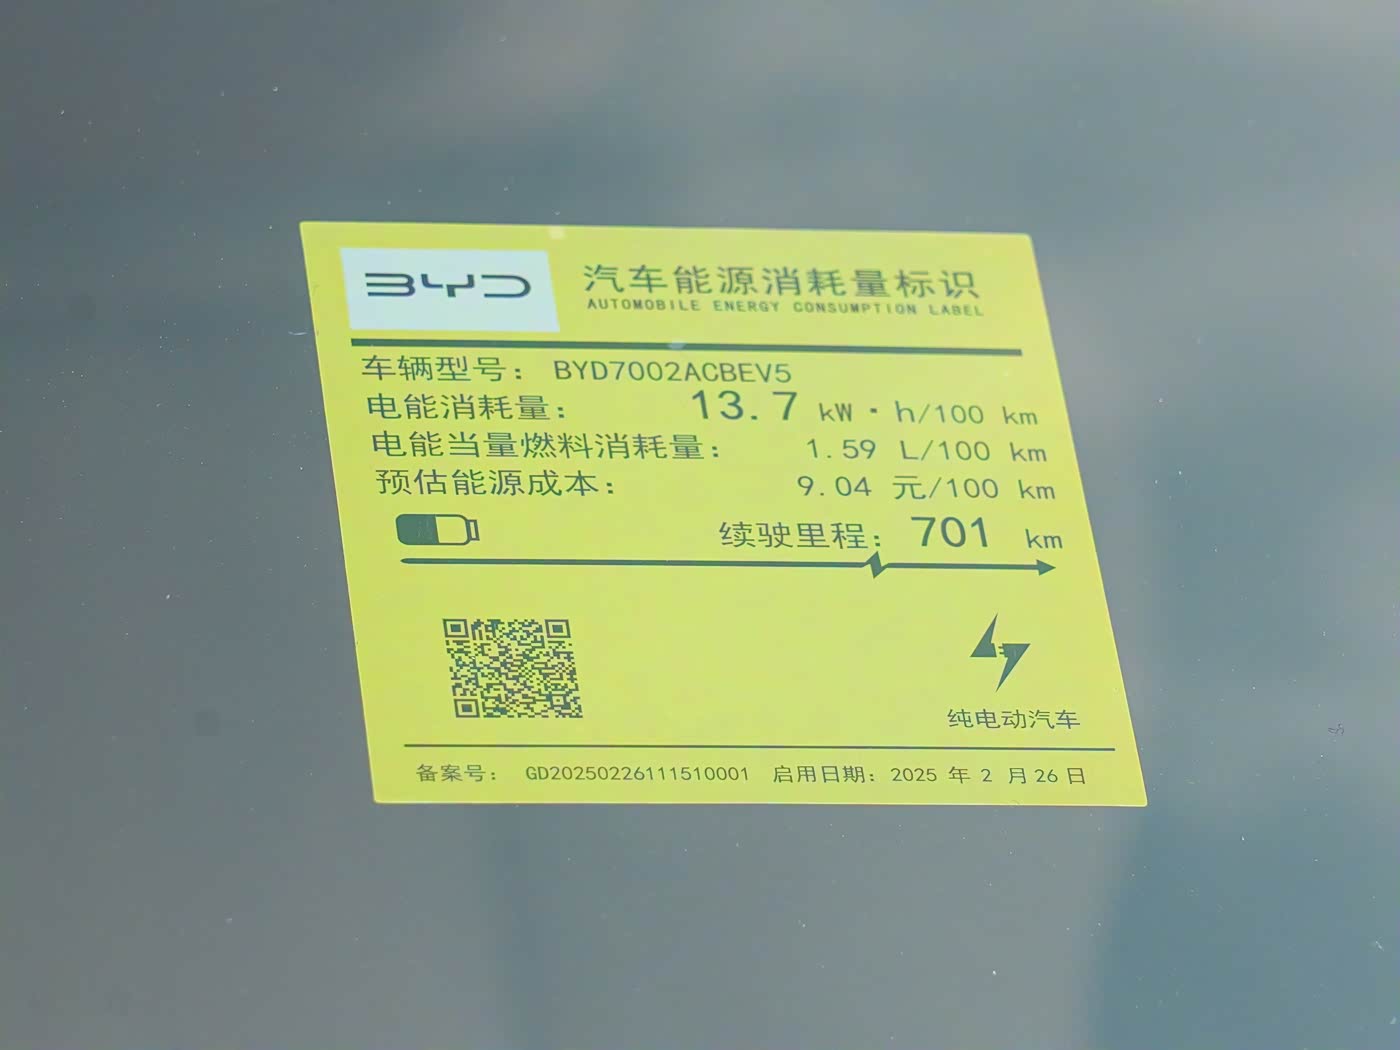 BYD
汽车能源消耗量标识
AUTOMOBILE ENERGY CONSUMPTION LABEL
车辆型号: BYD7002ACBEV5
电能消耗量: 13.7 kW·h/100 km
电能当量燃料消耗量: 1.59 L/100 km
预估能源成本: 9.04 元/100 km
续驶里程: 701 km
纯电动汽车
备案号: GD20250226111510001 启用日期: 2025 年 2 月 26 日